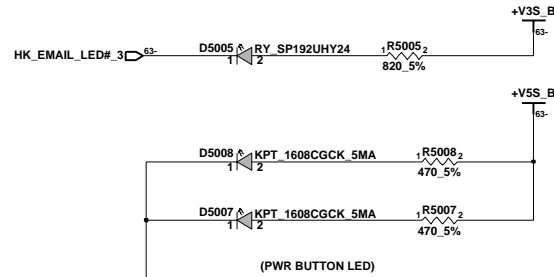 +V3S_B
63-
HK_EMAIL_LED#_3 63- D5005 RY_SP192UHY24 1 R5005 2
1 2 820_5%
+V5S_B
63-
D5008 KPT_1608CGCK_5MA 1 R5008 2
1 2 470_5%
D5007 KPT_1608CGCK_5MA 1 R5007 2
1 2 470_5%
(PWR BUTTON LED)